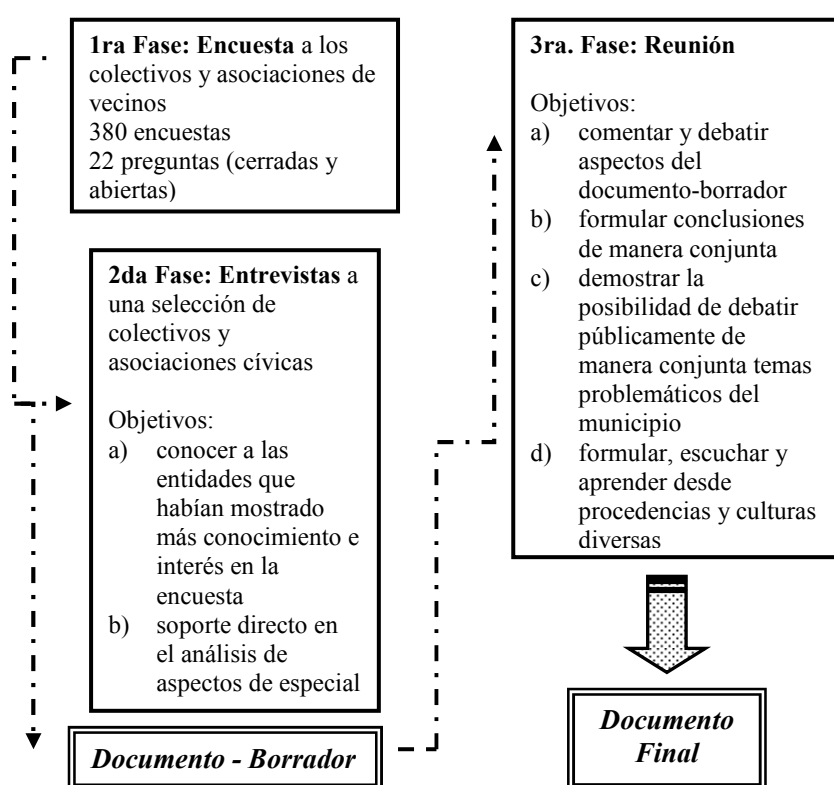 1ra Fase: Encuesta a los
colectivos y asociaciones de
vecinos
380 encuestas
22 preguntas (cerradas y
abiertas)
2da Fase: Entrevistas a
una selección de
colectivos y
asociaciones cívicas
Objetivos:
a) conocer a las
entidades que
habían mostrado
más conocimiento e
interés en la
encuesta
b) soporte directo en
el análisis de
aspectos de especial
Documento - Borrador
3ra. Fase: Reunión
Objetivos:
a) comentar y debatir
aspectos del
documento-borrador
b) formular conclusiones
de manera conjunta
c) demostrar la
posibilidad de debatir
públicamente de
manera conjunta temas
problemáticos del
municipio
d) formular, escuchar y
aprender desde
procedencias y culturas
diversas
Documento
Final